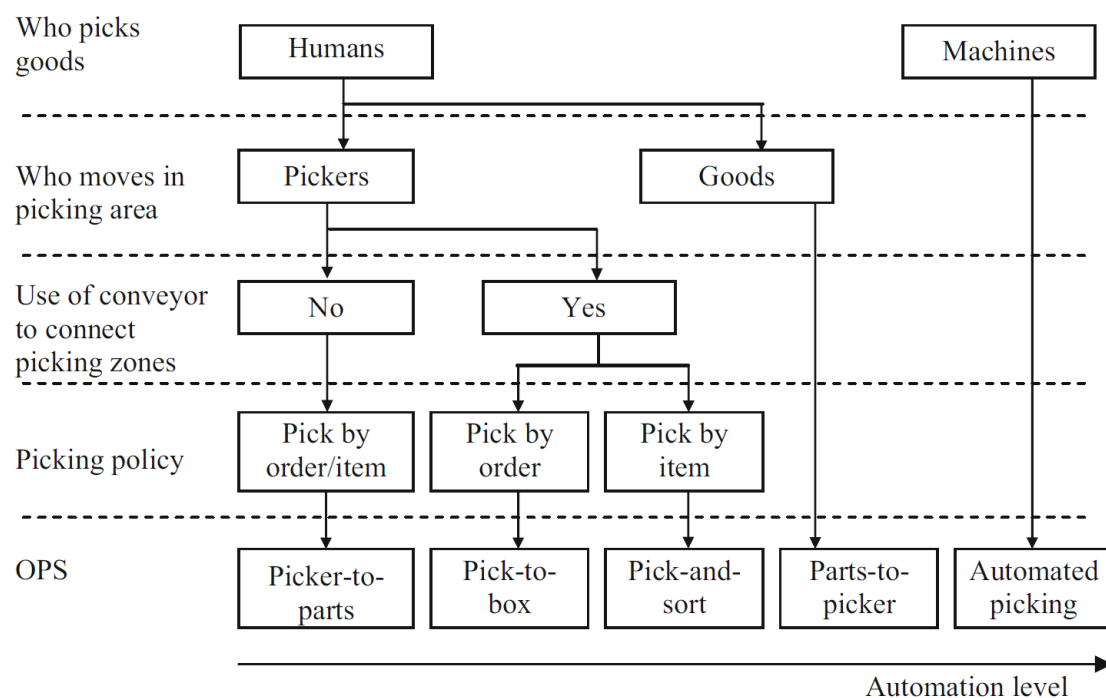 Who picks
goods
Humans
Machines
Who moves in
picking area
Pickers
Goods
Use of conveyor
to connect
picking zones
No
Yes
Picking policy
Pick by
order/item
Pick by
order
Pick by
item
OPS
Picker-to-
parts
Pick-to-
box
Pick-and-
sort
Parts-to-
picker
Automated
picking
Automation level